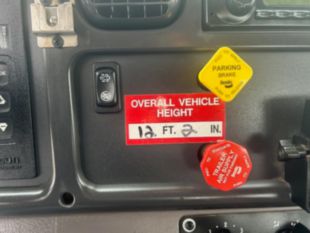 PARKING
BRAKE
OVERALL VEHICLE
HEIGHT
12 FT. 2 IN.
TRAILER
AIR SUPPLY